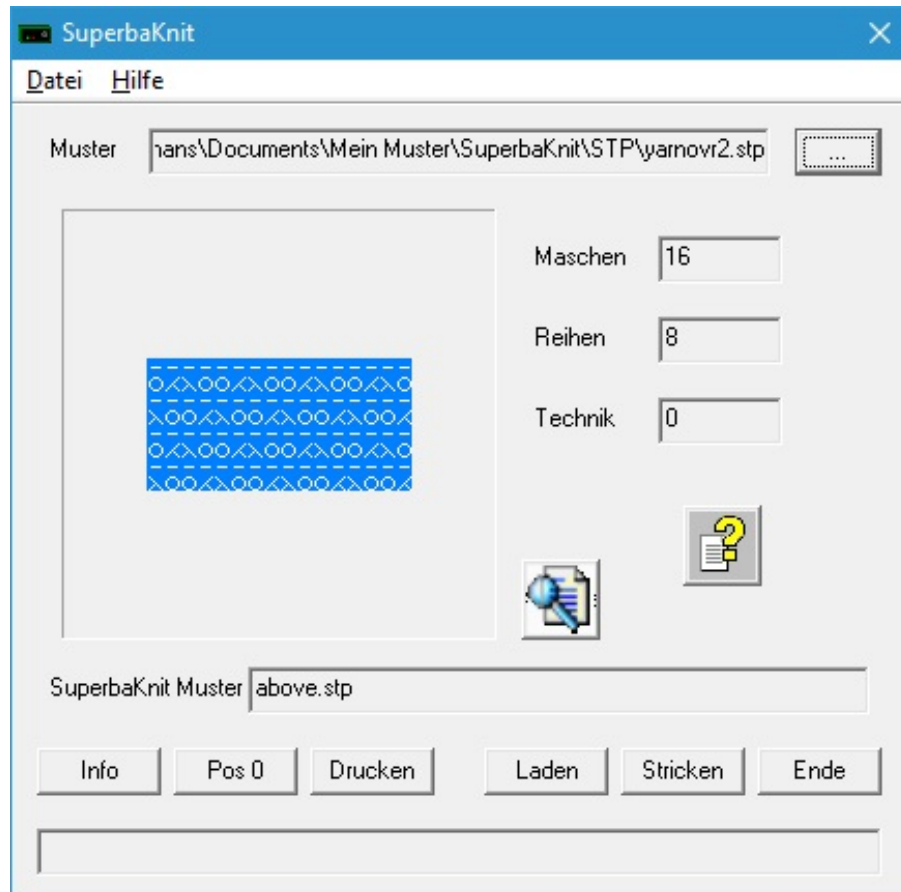 SuperbaKnit
Datei Hilfe
Muster hans\Documents\Mein Muster\SuperbaKnit\STP\yarnovr2.stp ...
Maschen 16
Reihen 8
Technik 0
SuperbaKnit Muster above.stp
Info Pos 0 Drucken Laden Stricken Ende